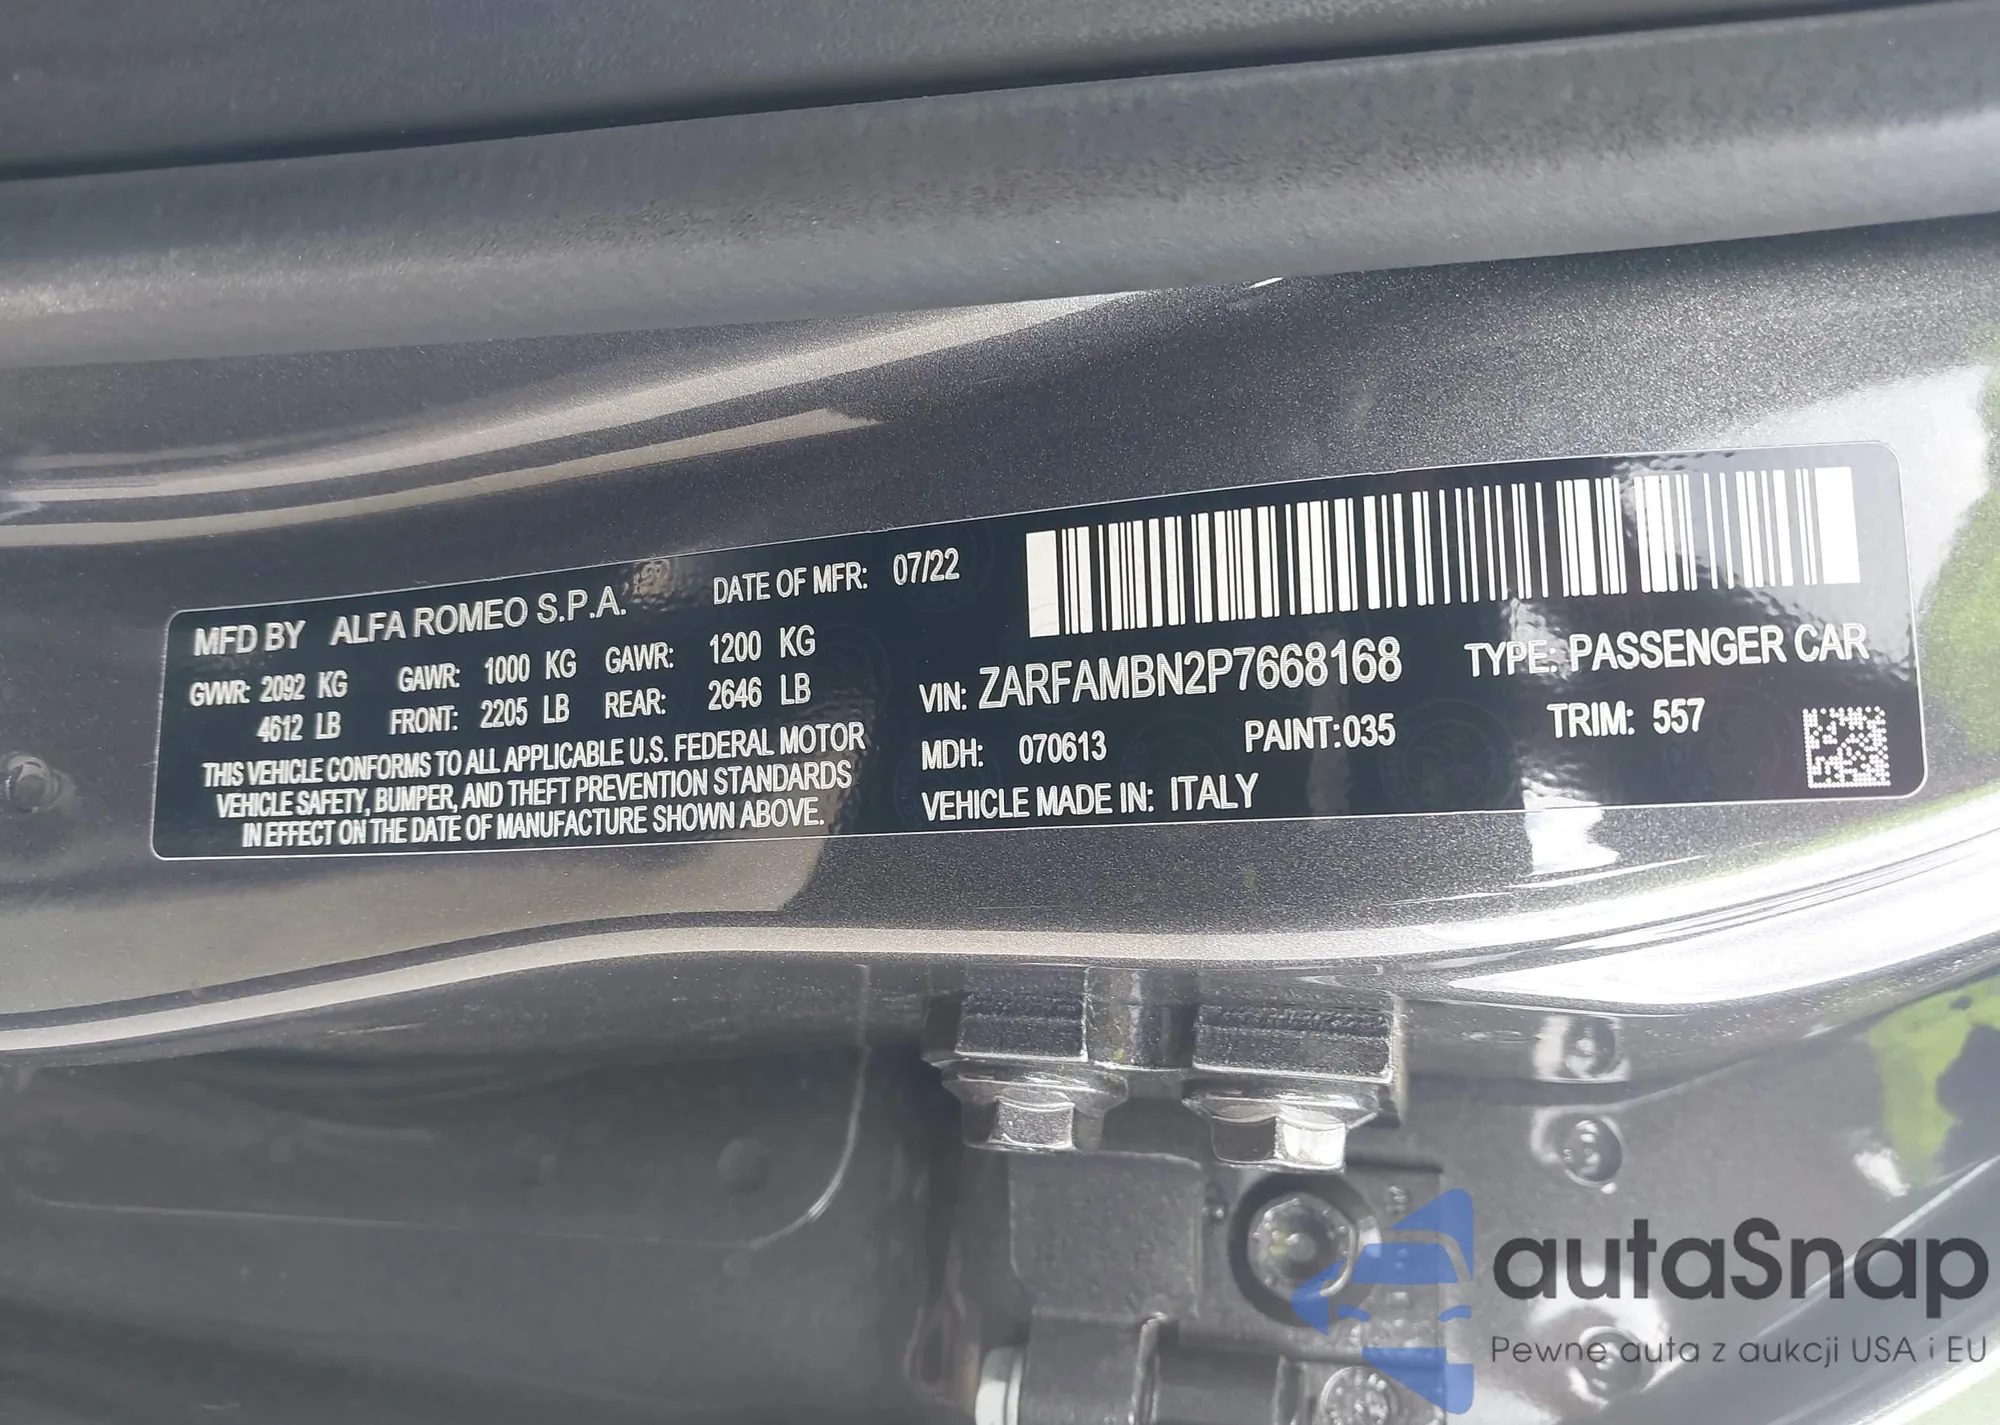 MFD BY ALFA ROMEO S.P.A. DATE OF MFR: 07/22
GVWR: 2092 KG GAWR: 1000 KG GAWR: 1200 KG
4612 LB FRONT: 2205 LB REAR: 2646 LB
THIS VEHICLE CONFORMS TO ALL APPLICABLE U.S. FEDERAL MOTOR
VEHICLE SAFETY, BUMPER, AND THEFT PREVENTION STANDARDS
IN EFFECT ON THE DATE OF MANUFACTURE SHOWN ABOVE.
VIN: ZARFAMBN2P7668168 TYPE: PASSENGER CAR
MDH: 070613 PAINT:035 TRIM: 557
VEHICLE MADE IN: ITALY
autaSnap
Pewne auta z aukcji USA i EU